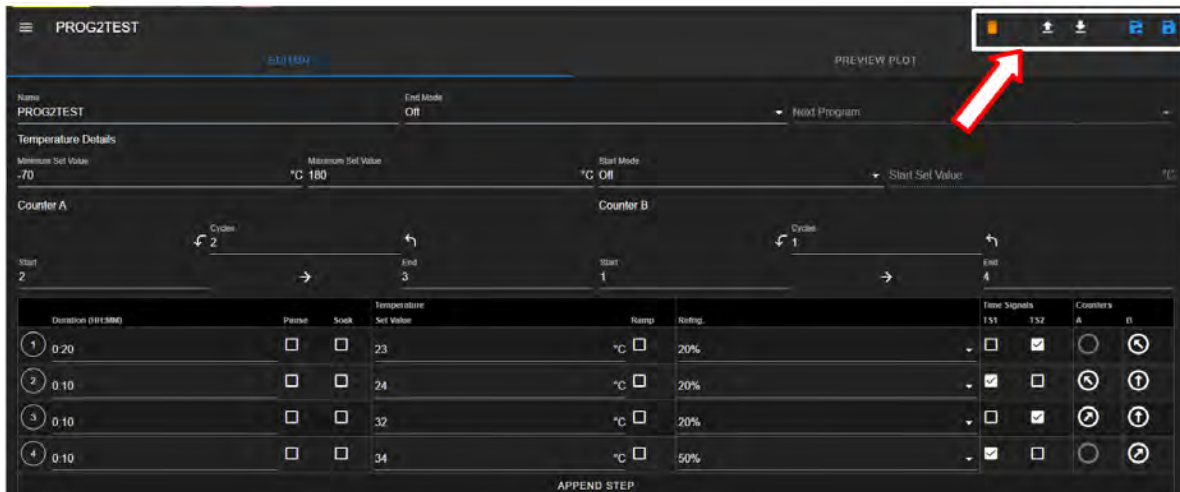 PROG2TEST
EDITOR PREVIEW PLOT
Name End Mode
PROG2TEST Off Next Program
Temperature Details
Minimum Set Value Maximum Set Value Start Mode
-70 °C 180 °C Off Start Set Value °C
Counter A Counter B
Cycles Cycles
2 1
Start End Start End
2 3 1 4
Temperature Time Signals Counters
Duration (HH:MM) Pause Soak Set Value Ramp Refrig. TS1 TS2 A B
1 0:20 23 °C 20%
2 0:10 24 °C 20%
3 0:10 32 °C 20%
4 0:10 34 °C 50%
APPEND STEP